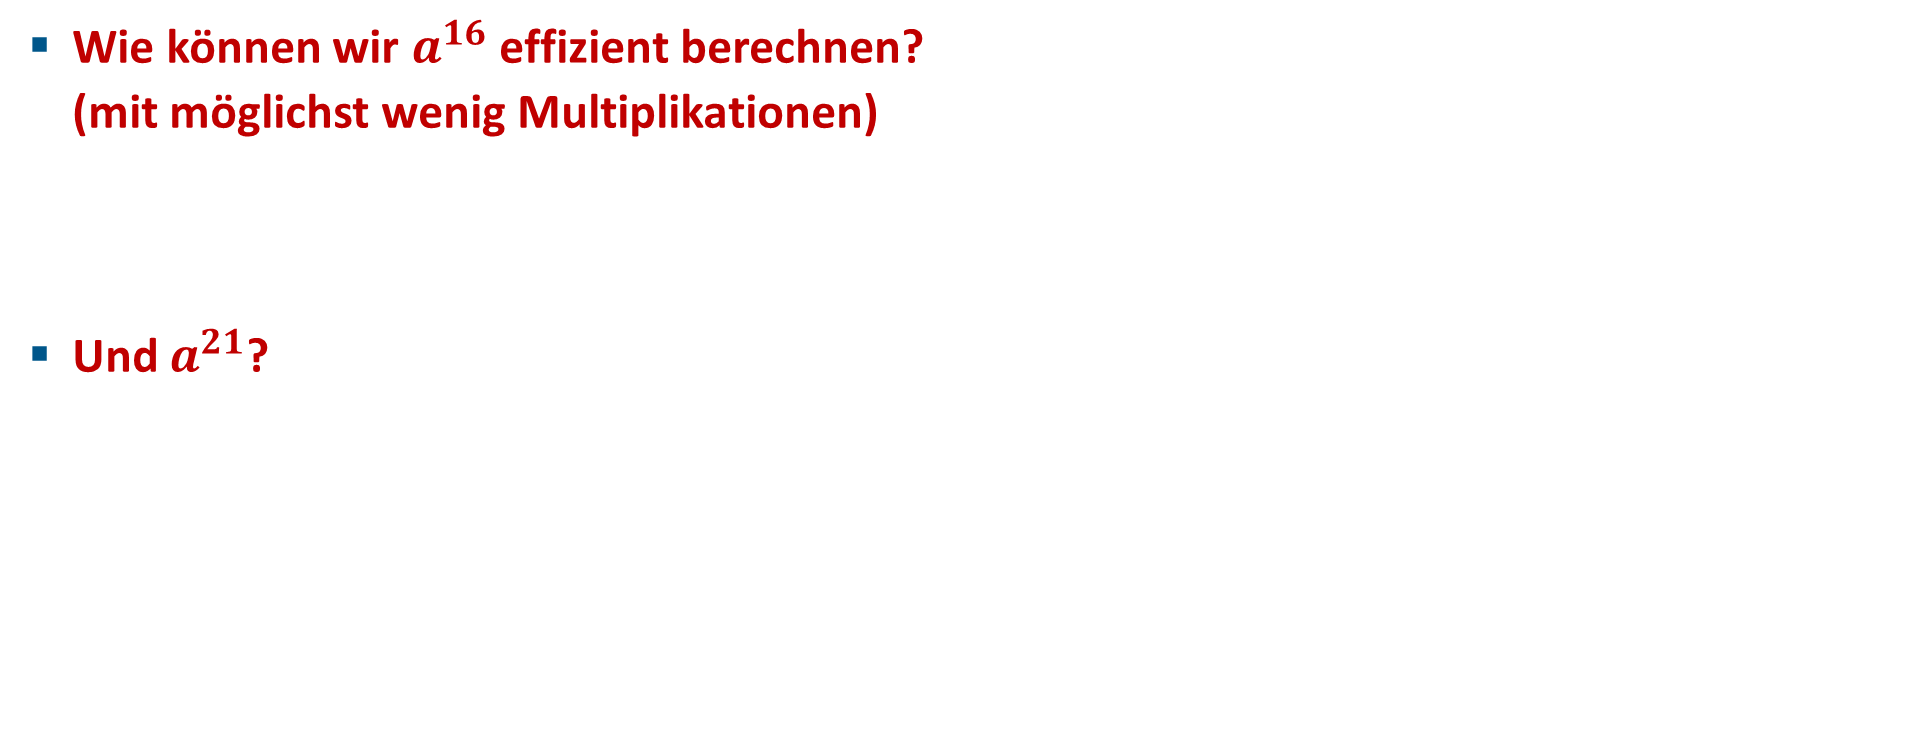 ▪ Wie können wir $a^{16}$ effizient berechnen?
(mit möglichst wenig Multiplikationen)
▪ Und $a^{21}$?